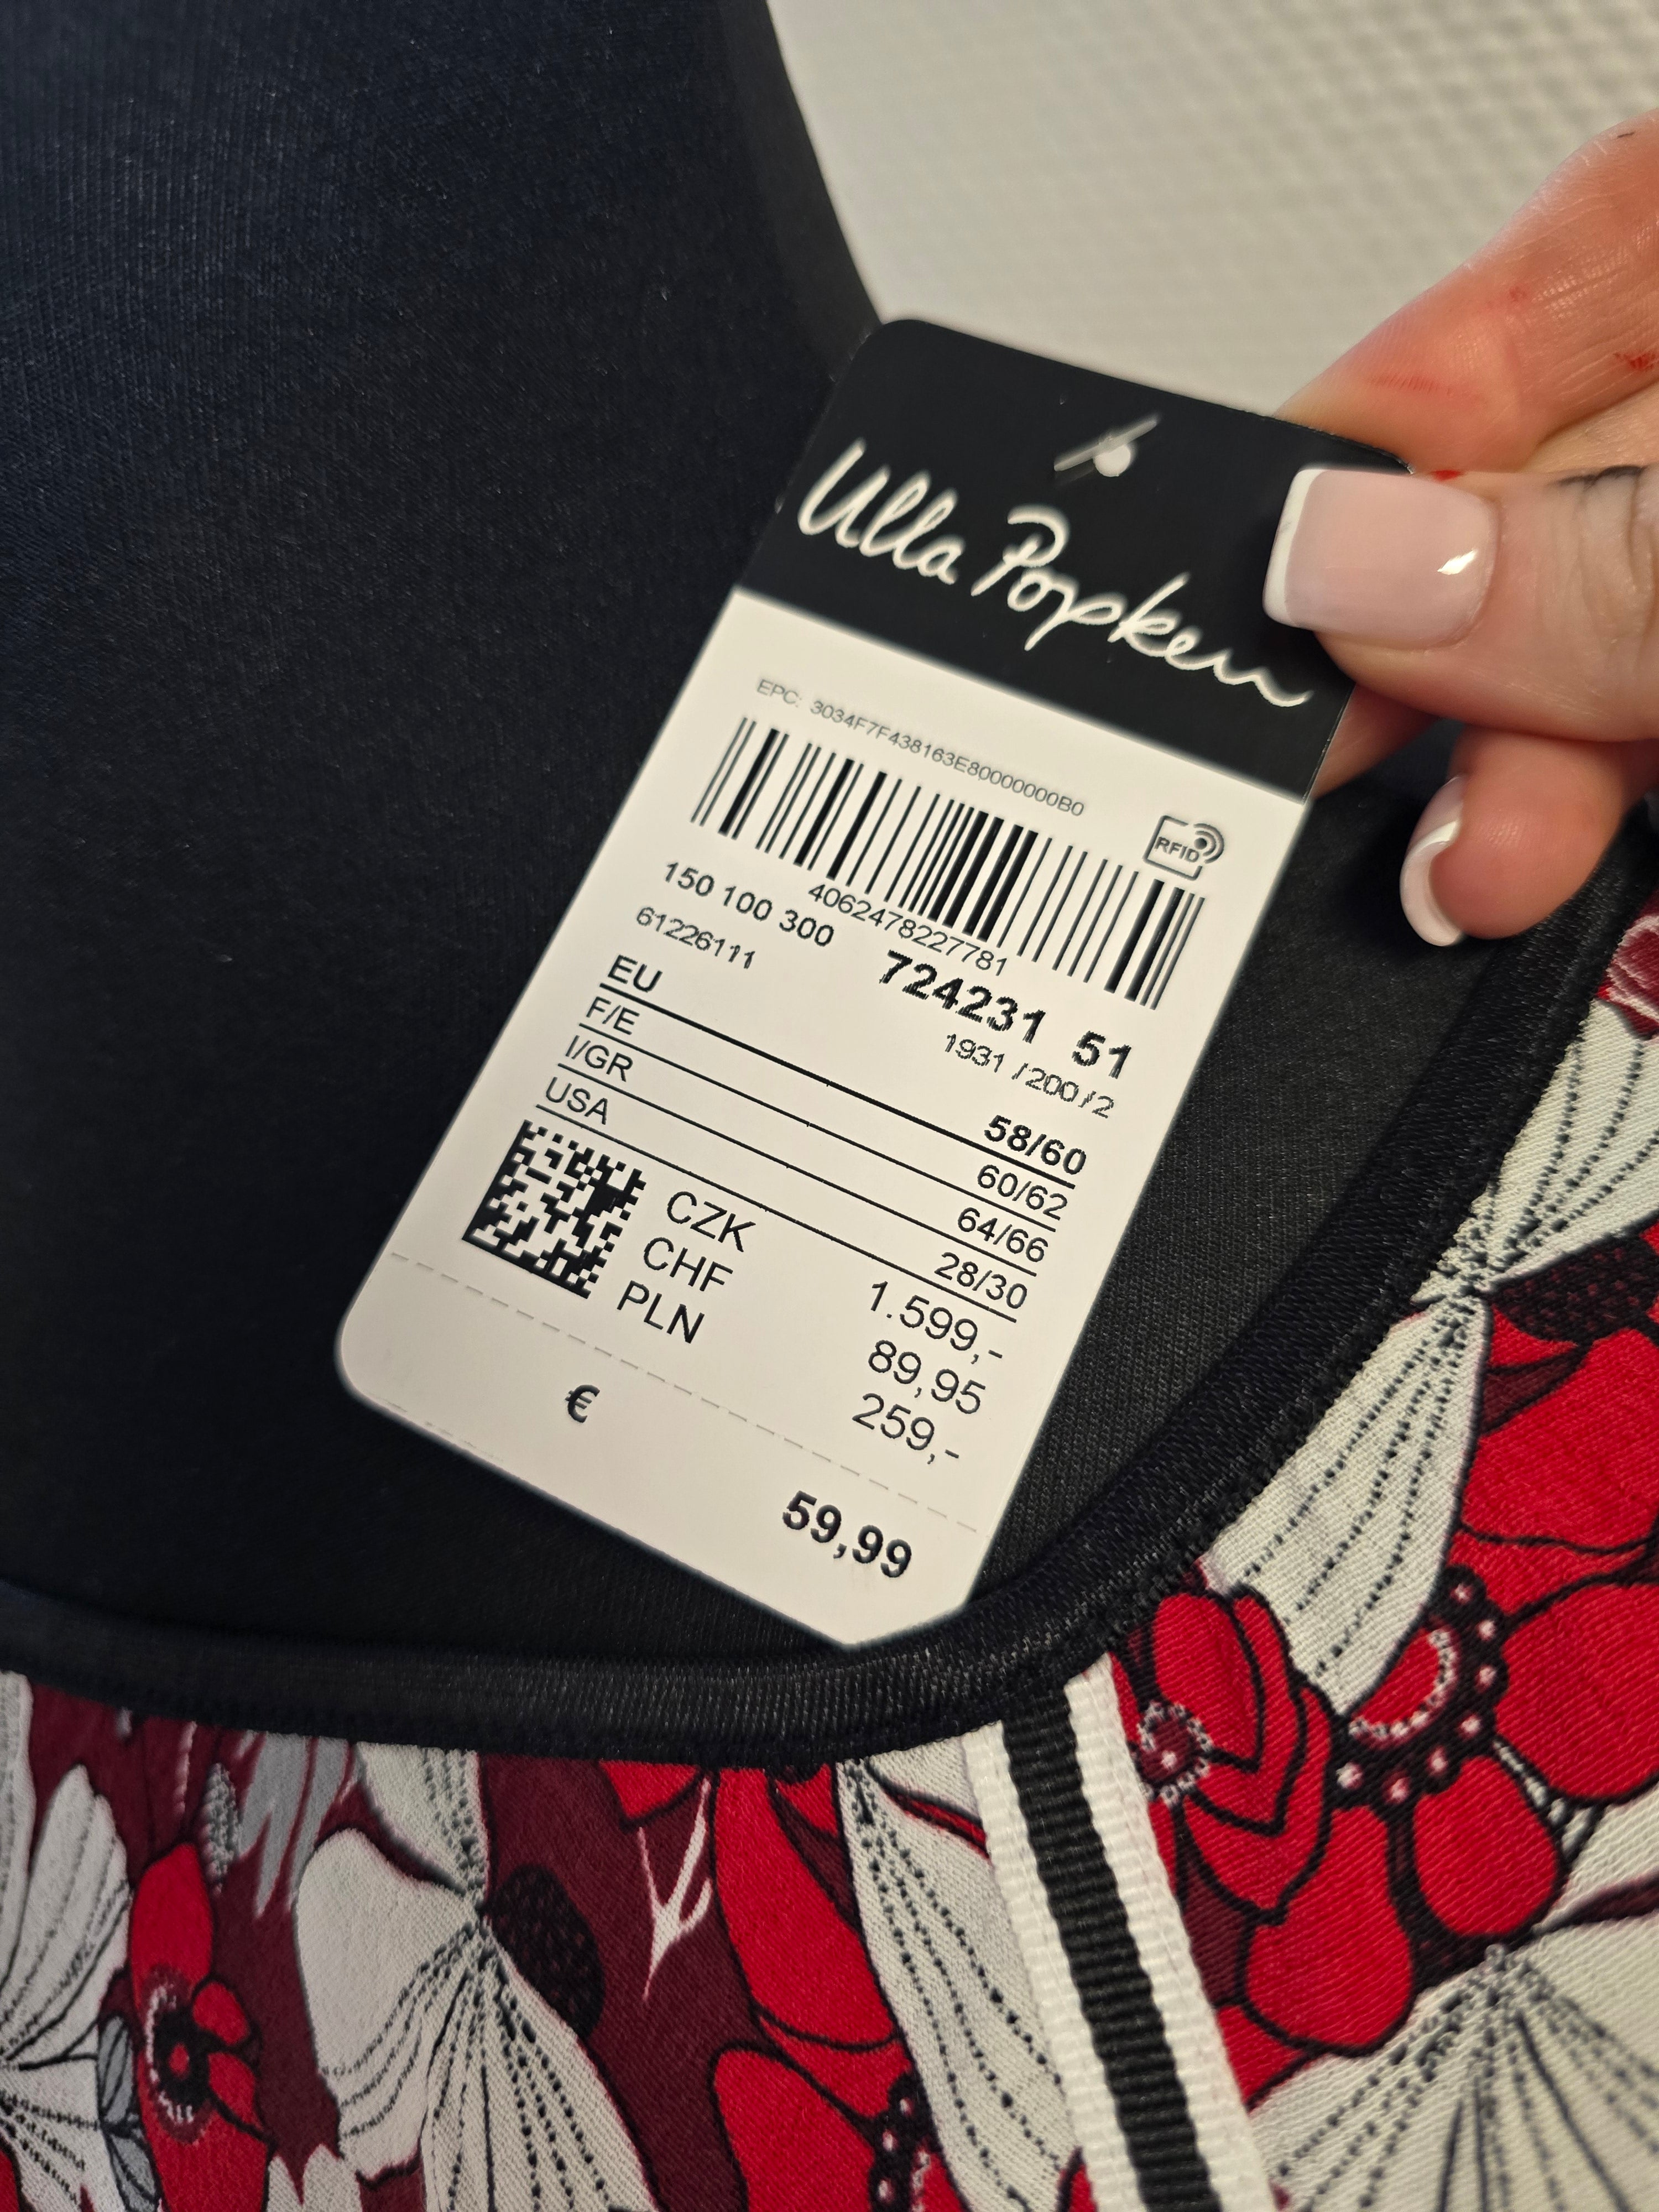 Ulla Popken
EPC: 3034F7F438163E80000000B0
RFID
4062478227781
150 100 300
724231 51
61226111
1931 /200/2
EU 58/60
F/E 60/62
I/GR 64/66
USA 28/30
CZK 1.599,-
CHF 89,95
PLN 259,-
€ 59,99